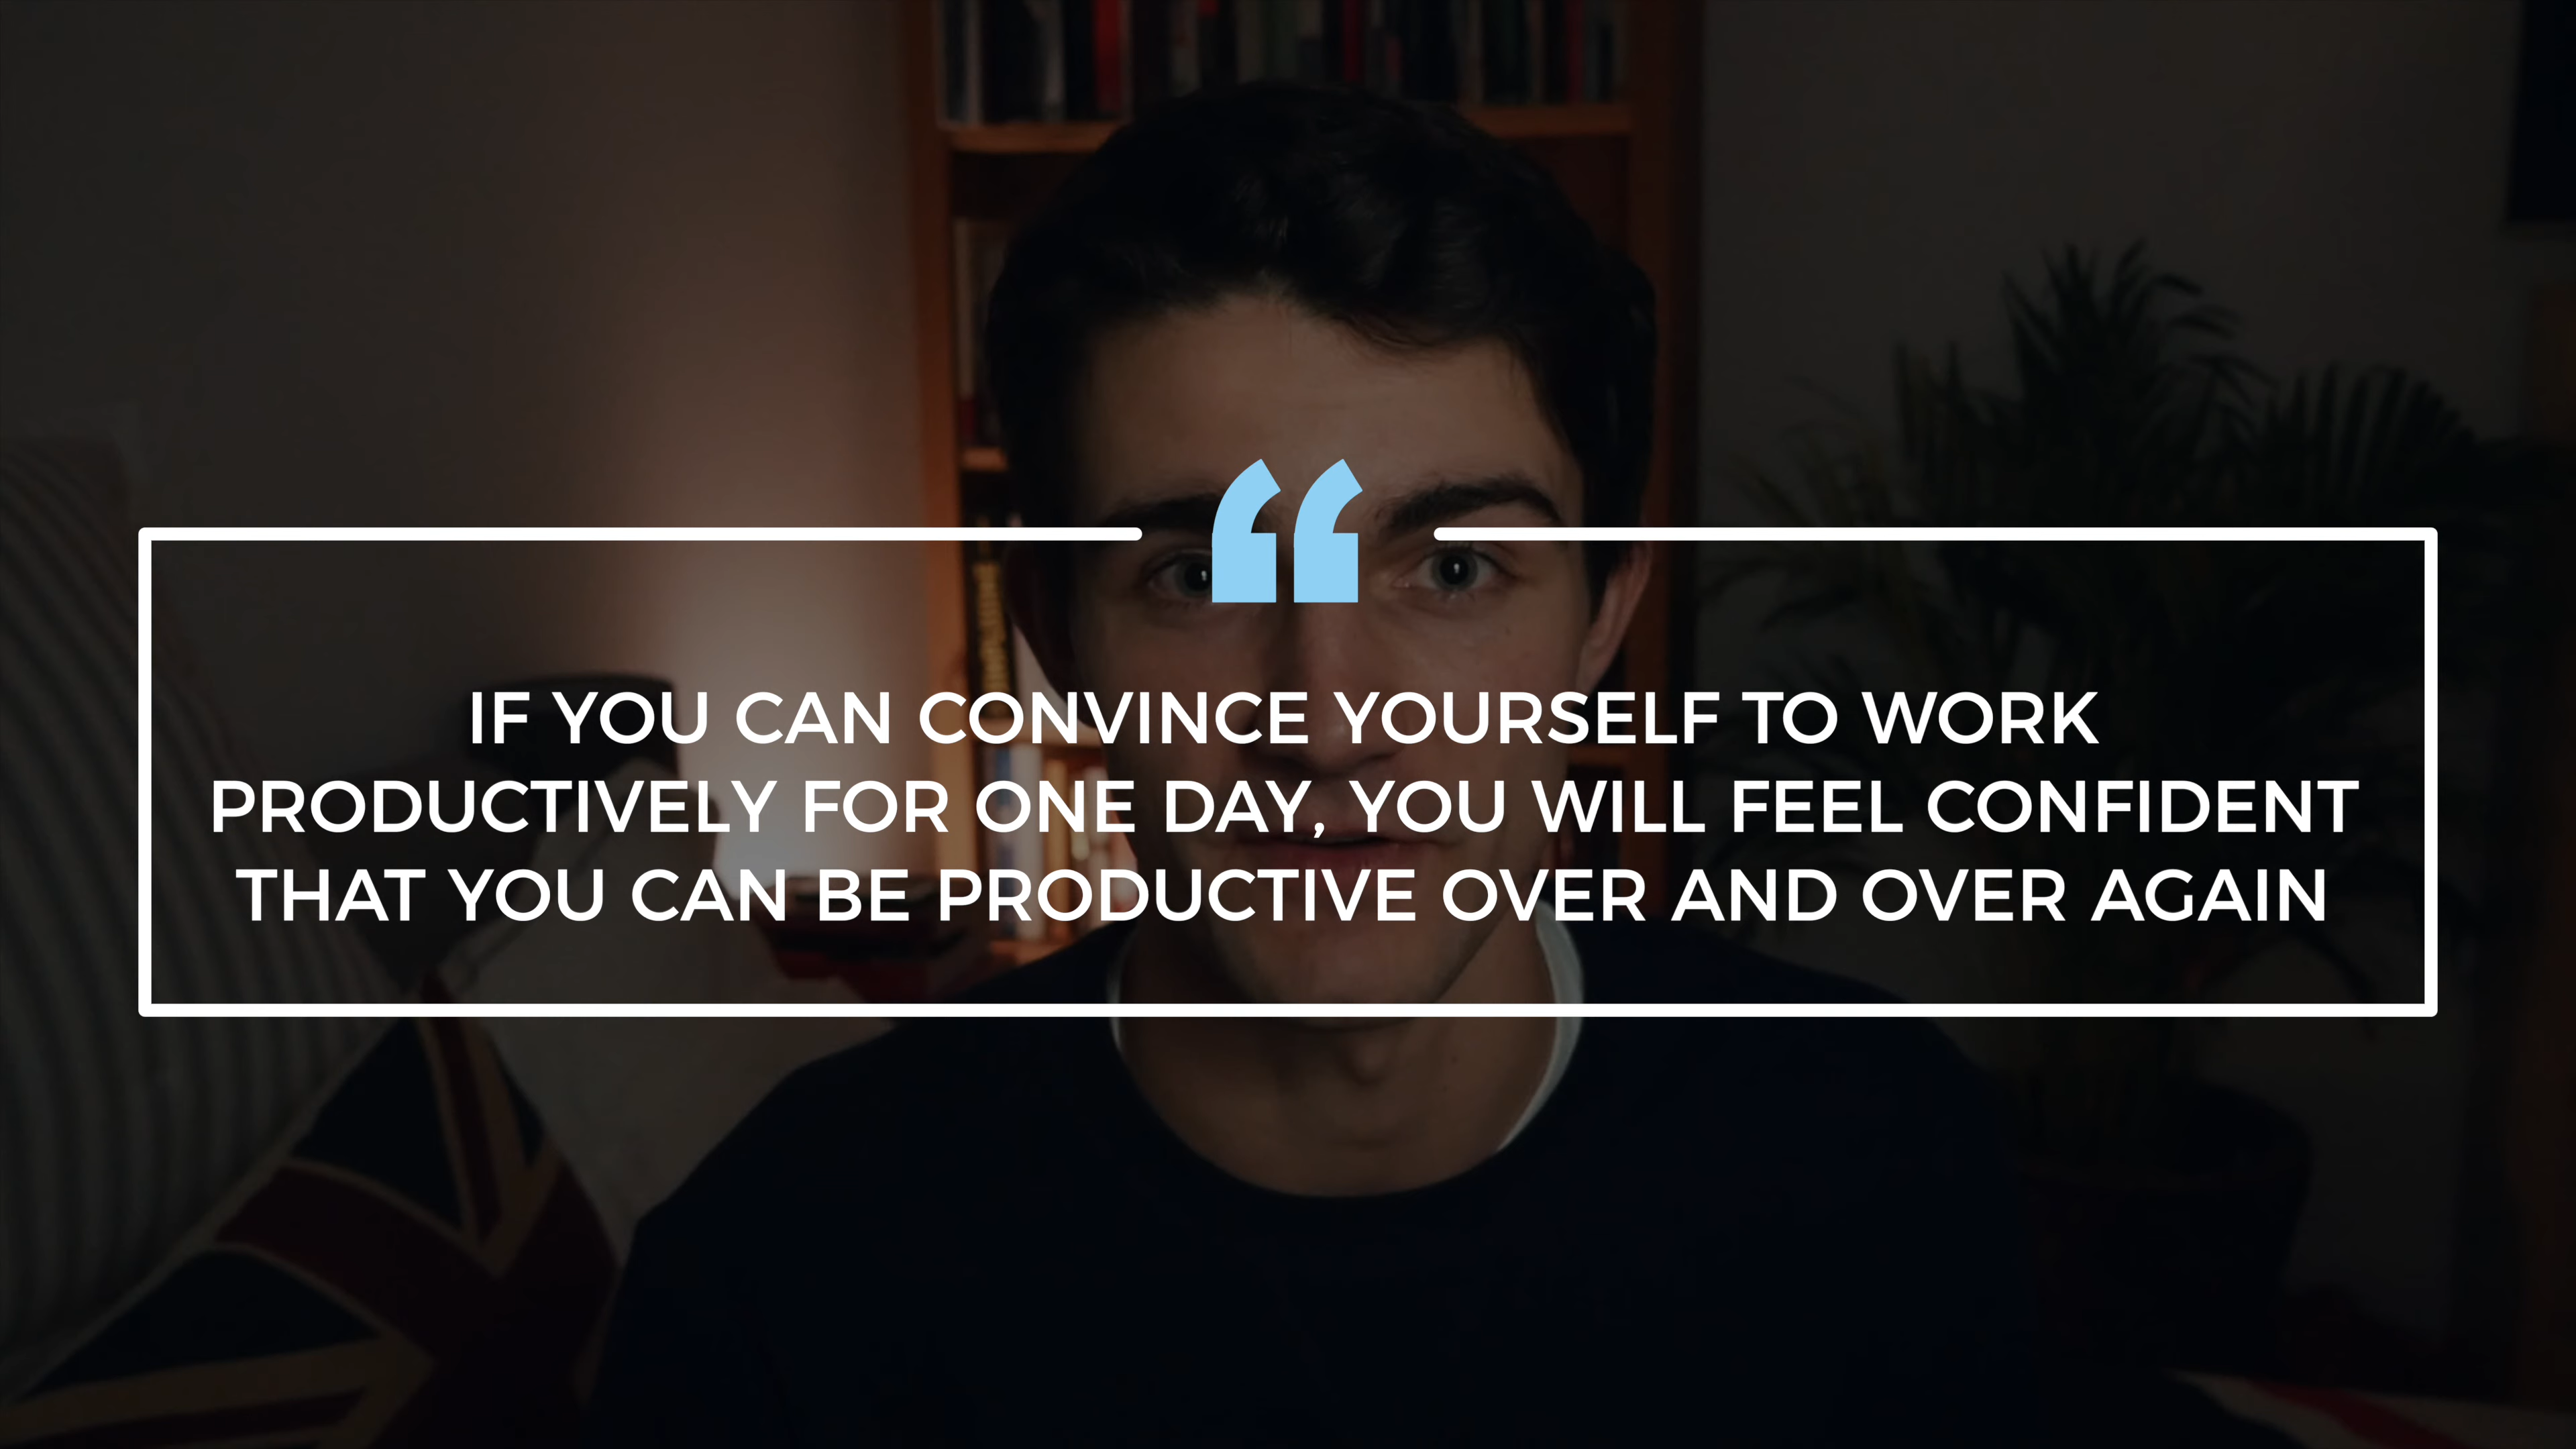 “
IF YOU CAN CONVINCE YOURSELF TO WORK
PRODUCTIVELY FOR ONE DAY, YOU WILL FEEL CONFIDENT
THAT YOU CAN BE PRODUCTIVE OVER AND OVER AGAIN